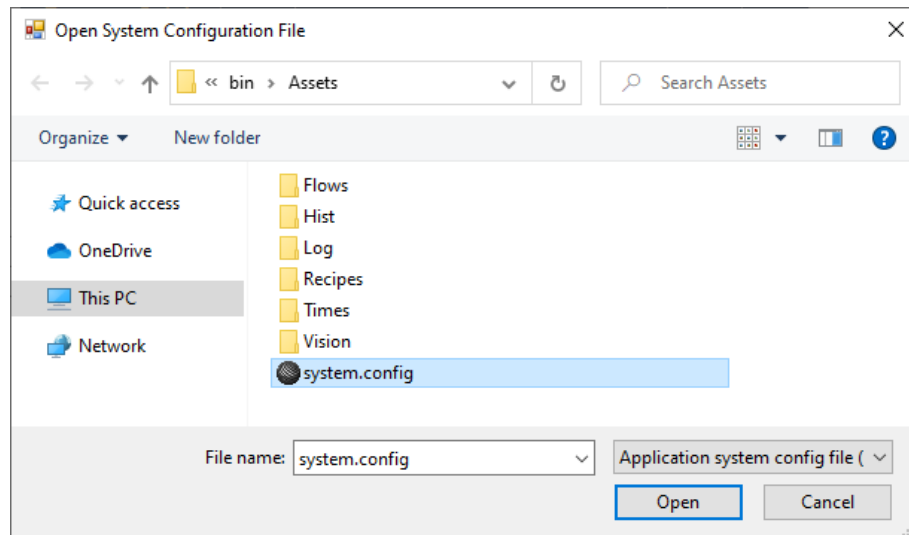 Open System Configuration File
« bin > Assets
Search Assets
Organize
New folder
Quick access
OneDrive
This PC
Network
Flows
Hist
Log
Recipes
Times
Vision
system.config
File name: system.config
Application system config file (
Open
Cancel